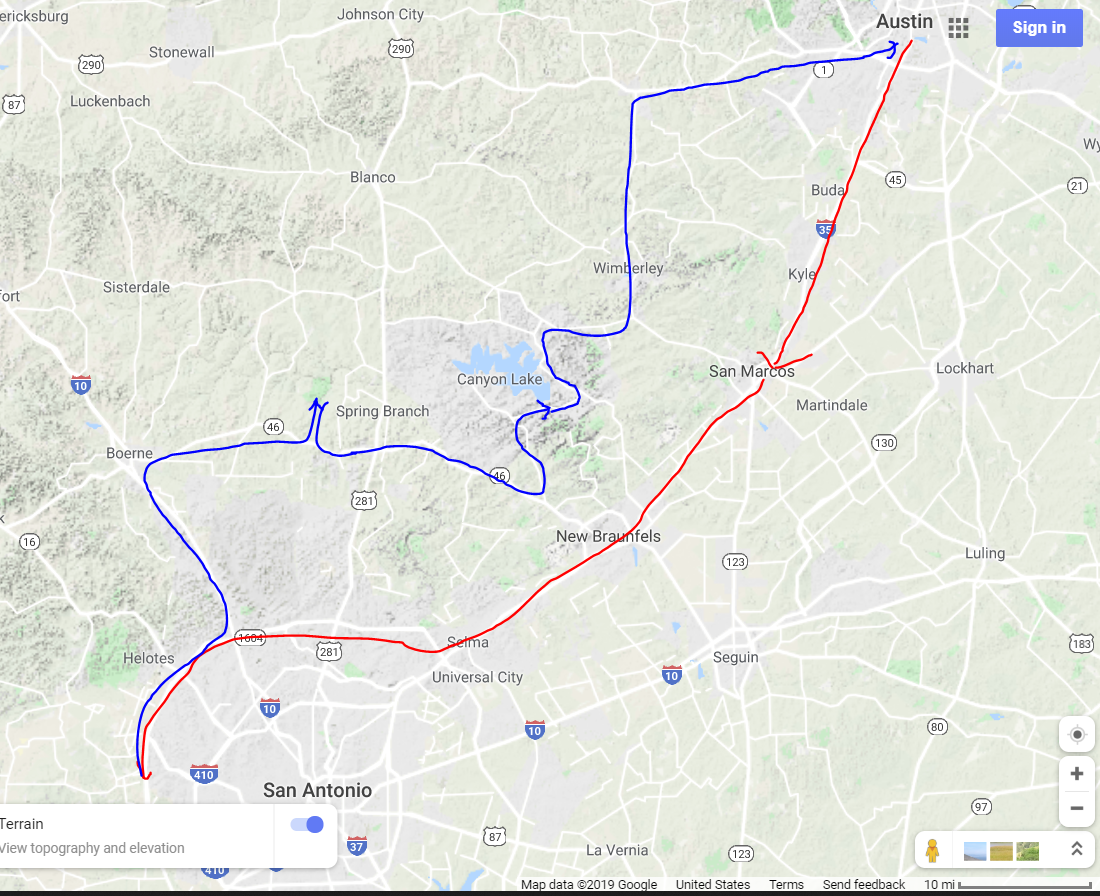 ericksburg
Johnson City
Austin
Sign in
290
Stonewall
290
1
87
Luckenbach
Blanco
Buda
45
21
Wy
35
Wimberley
Kyle
Sisterdale
fort
10
Canyon Lake
San Marcos
Lockhart
Spring Branch
Martindale
46
130
Boerne
46
281
16
New Braunfels
123
Luling
1604
281
Selma
183
Helotes
Universal City
10
Seguin
10
10
80
410
San Antonio
97
Terrain
View topography and elevation
37
87
La Vernia
123
410
Map data ©2019 Google United States Terms Send feedback 10 mi